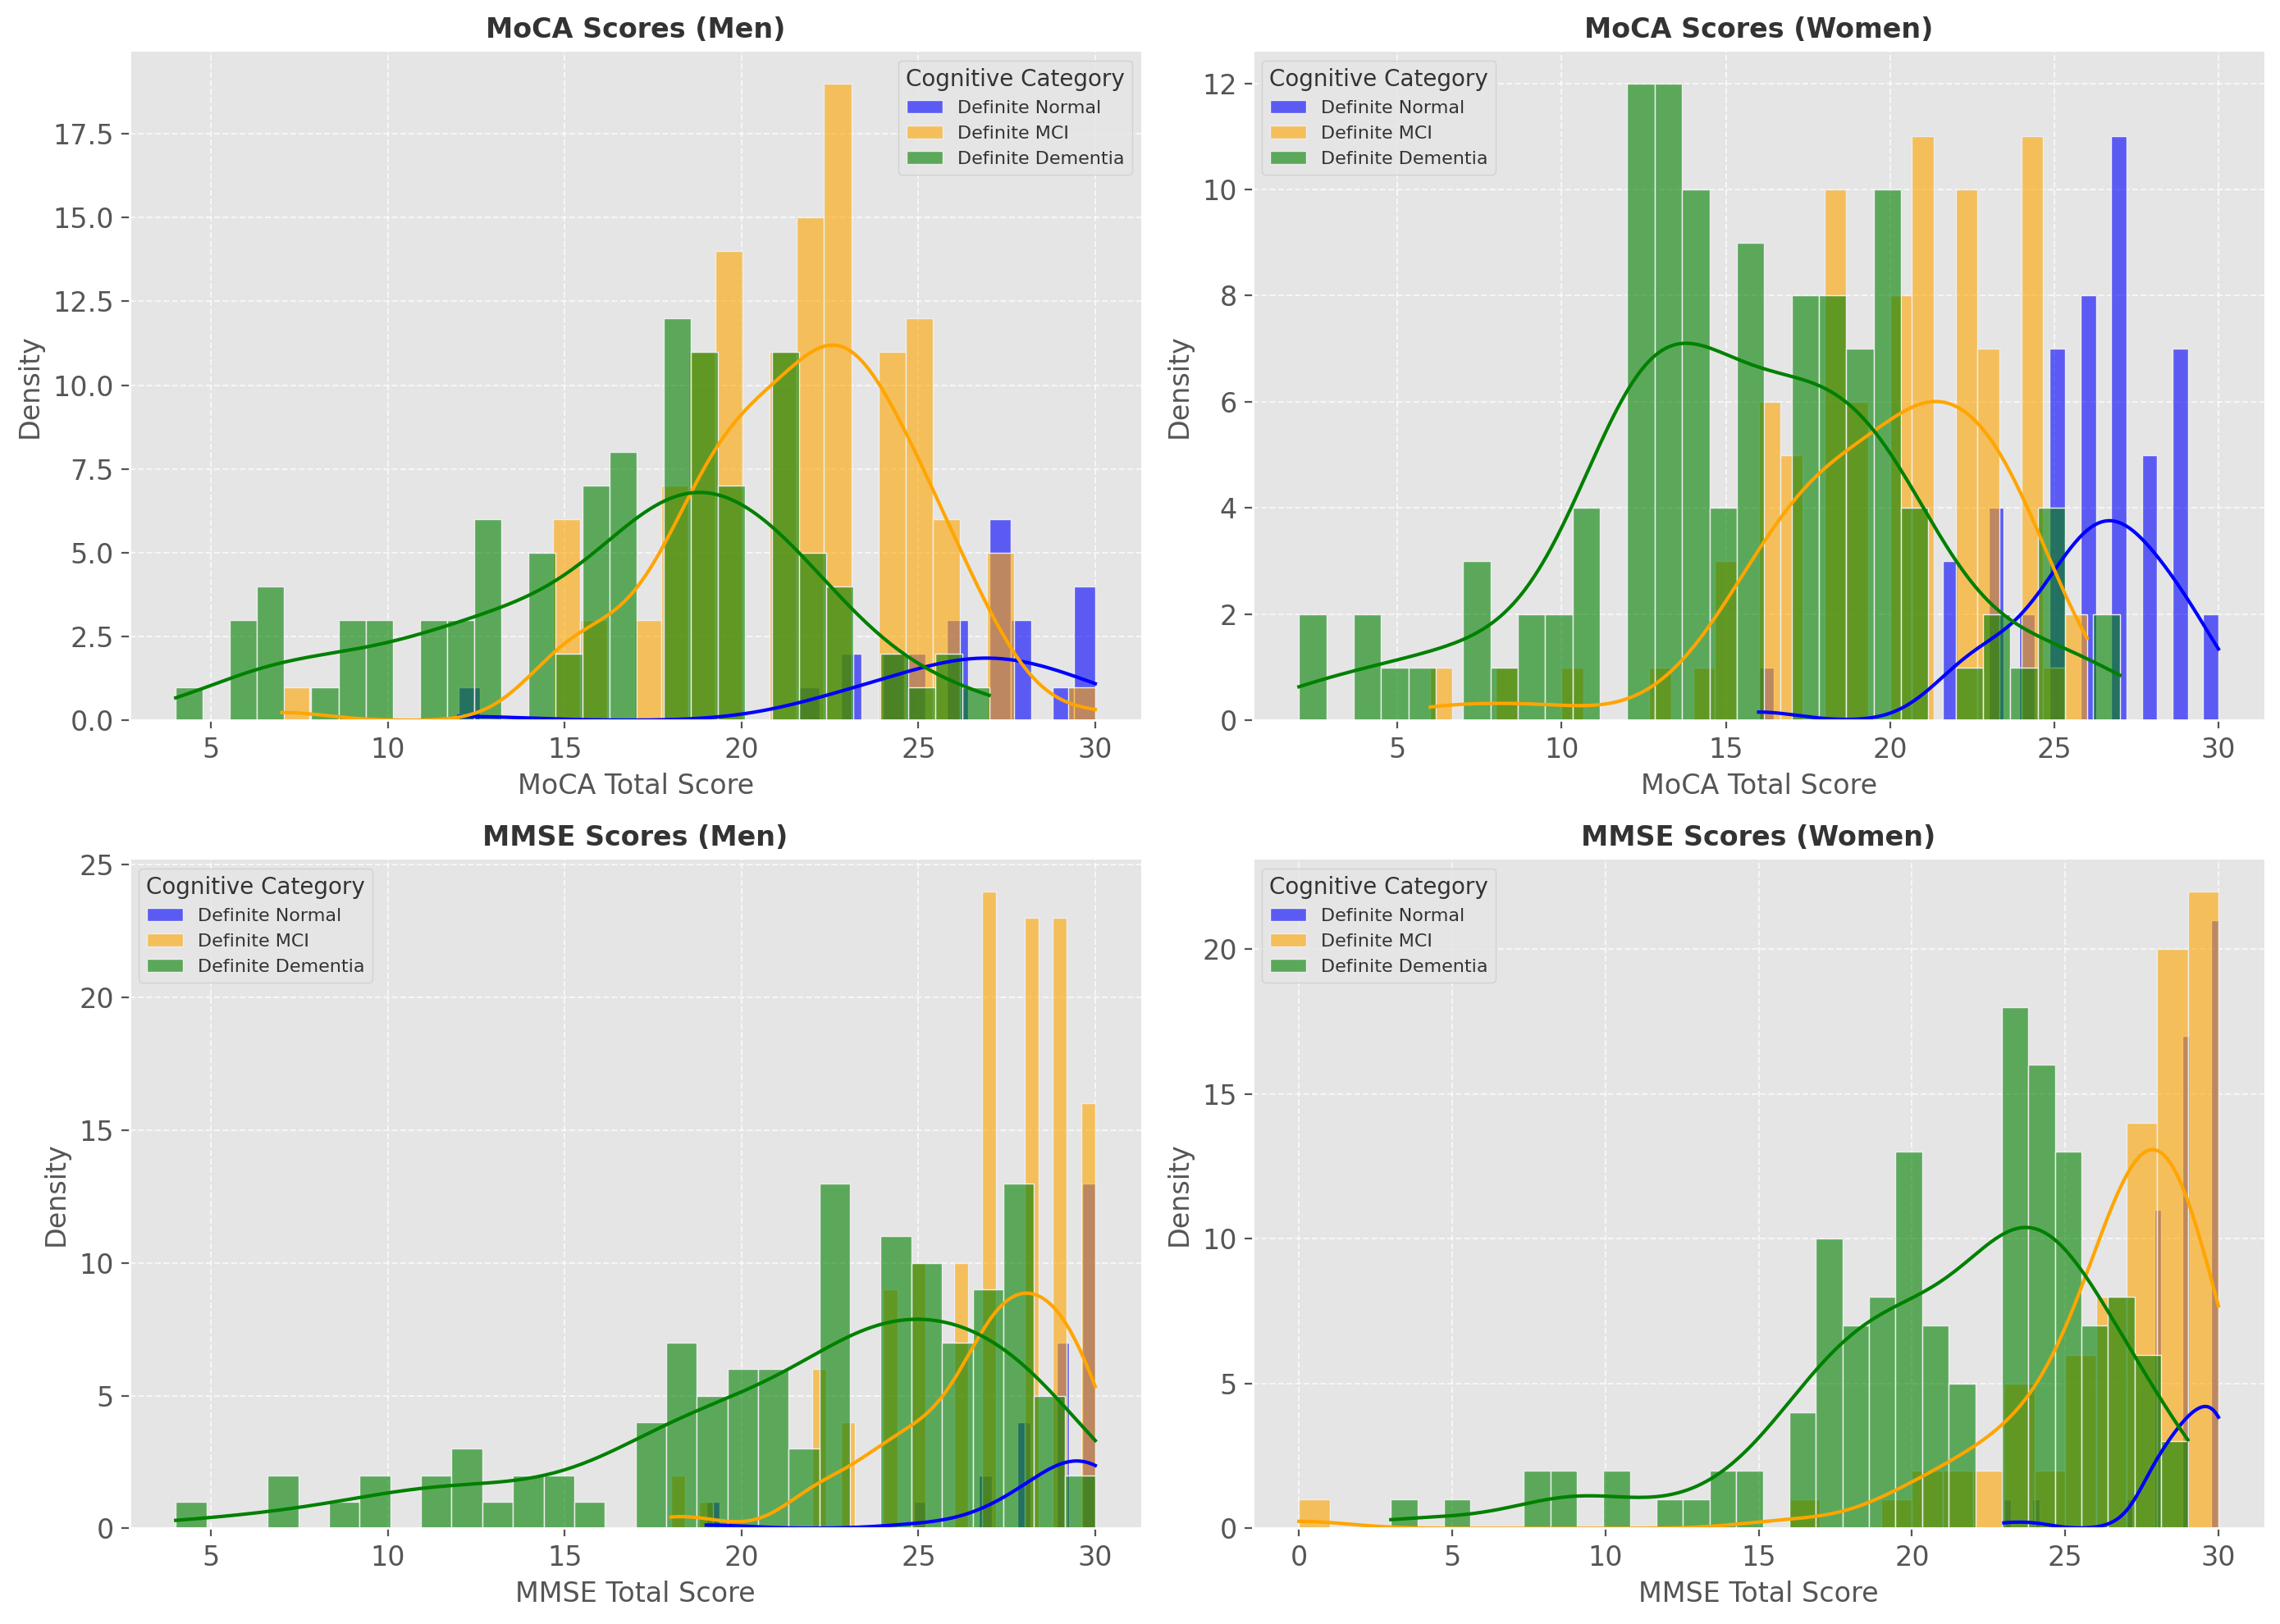 MoCA Scores (Men)
Cognitive Category
Definite Normal
Definite MCI
Definite Dementia
Density
17.5
15.0
12.5
10.0
7.5
5.0
2.5
0.0
5 10 15 20 25 30
MoCA Total Score
MoCA Scores (Women)
Cognitive Category
Definite Normal
Definite MCI
Definite Dementia
Density
12
10
8
6
4
2
0
5 10 15 20 25 30
MoCA Total Score
MMSE Scores (Men)
Cognitive Category
Definite Normal
Definite MCI
Definite Dementia
Density
25
20
15
10
5
0
5 10 15 20 25 30
MMSE Total Score
MMSE Scores (Women)
Cognitive Category
Definite Normal
Definite MCI
Definite Dementia
Density
20
15
10
5
0
0 5 10 15 20 25 30
MMSE Total Score